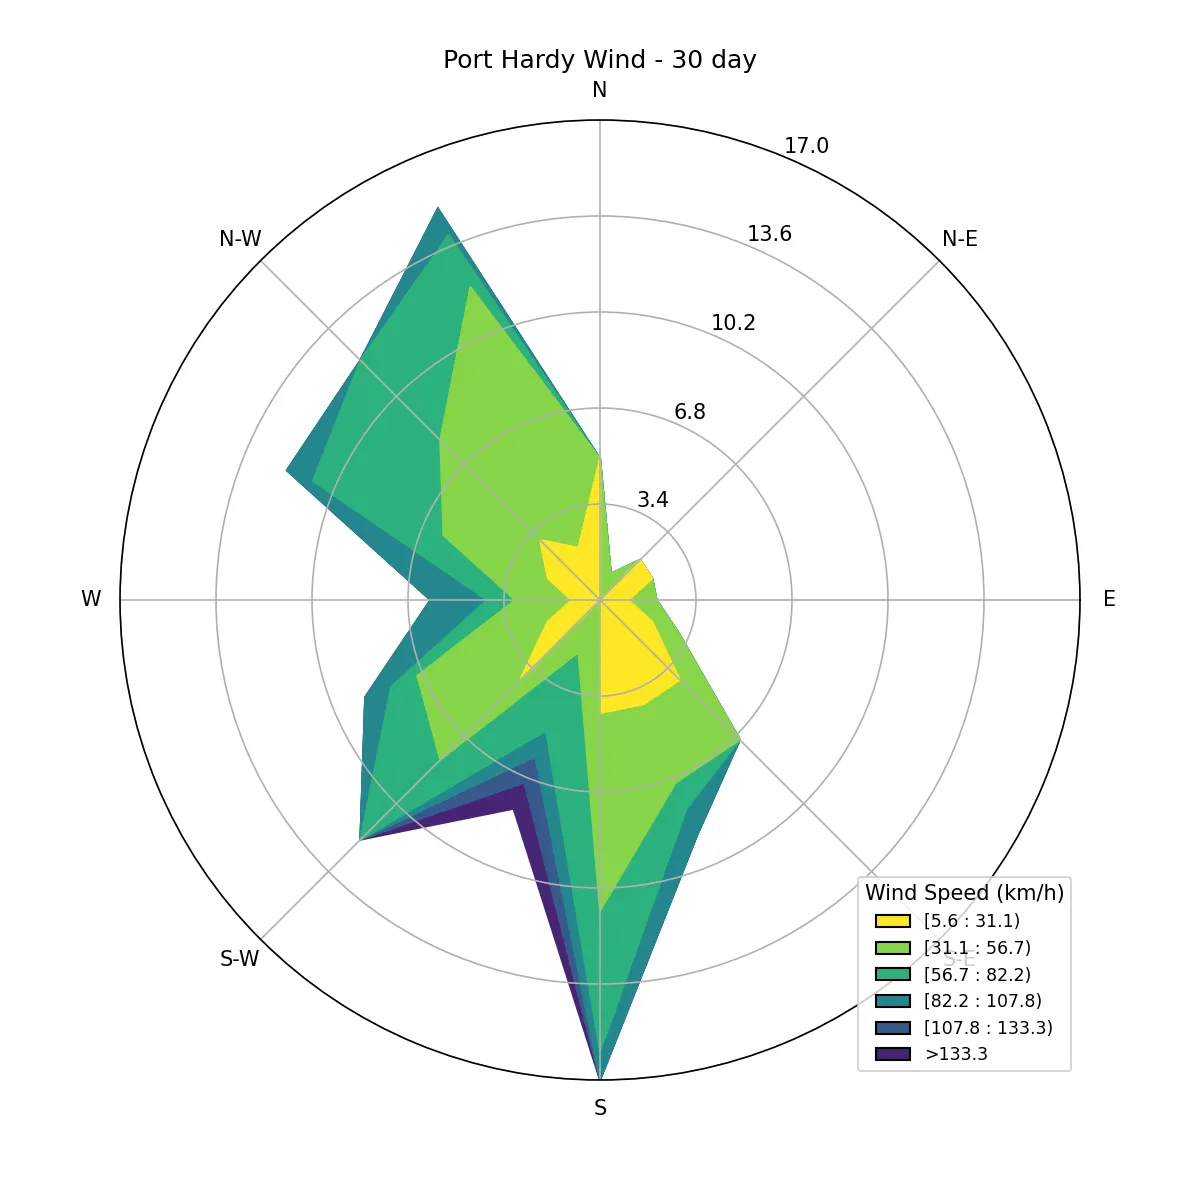 Port Hardy Wind - 30 day
N
17.0
N-W
13.6
N-E
10.2
6.8
3.4
W
E
Wind Speed (km/h)
[5.6 : 31.1)
[31.1 : 56.7)
S-W
S-E
[56.7 : 82.2)
[82.2 : 107.8)
[107.8 : 133.3)
>133.3
S